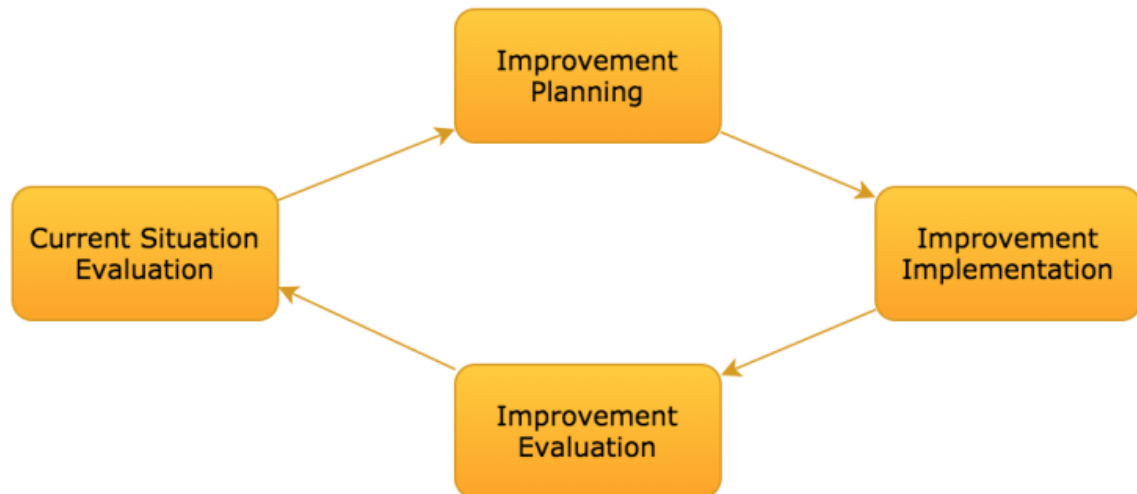 Improvement
Planning
Current Situation
Evaluation
Improvement
Implementation
Improvement
Evaluation